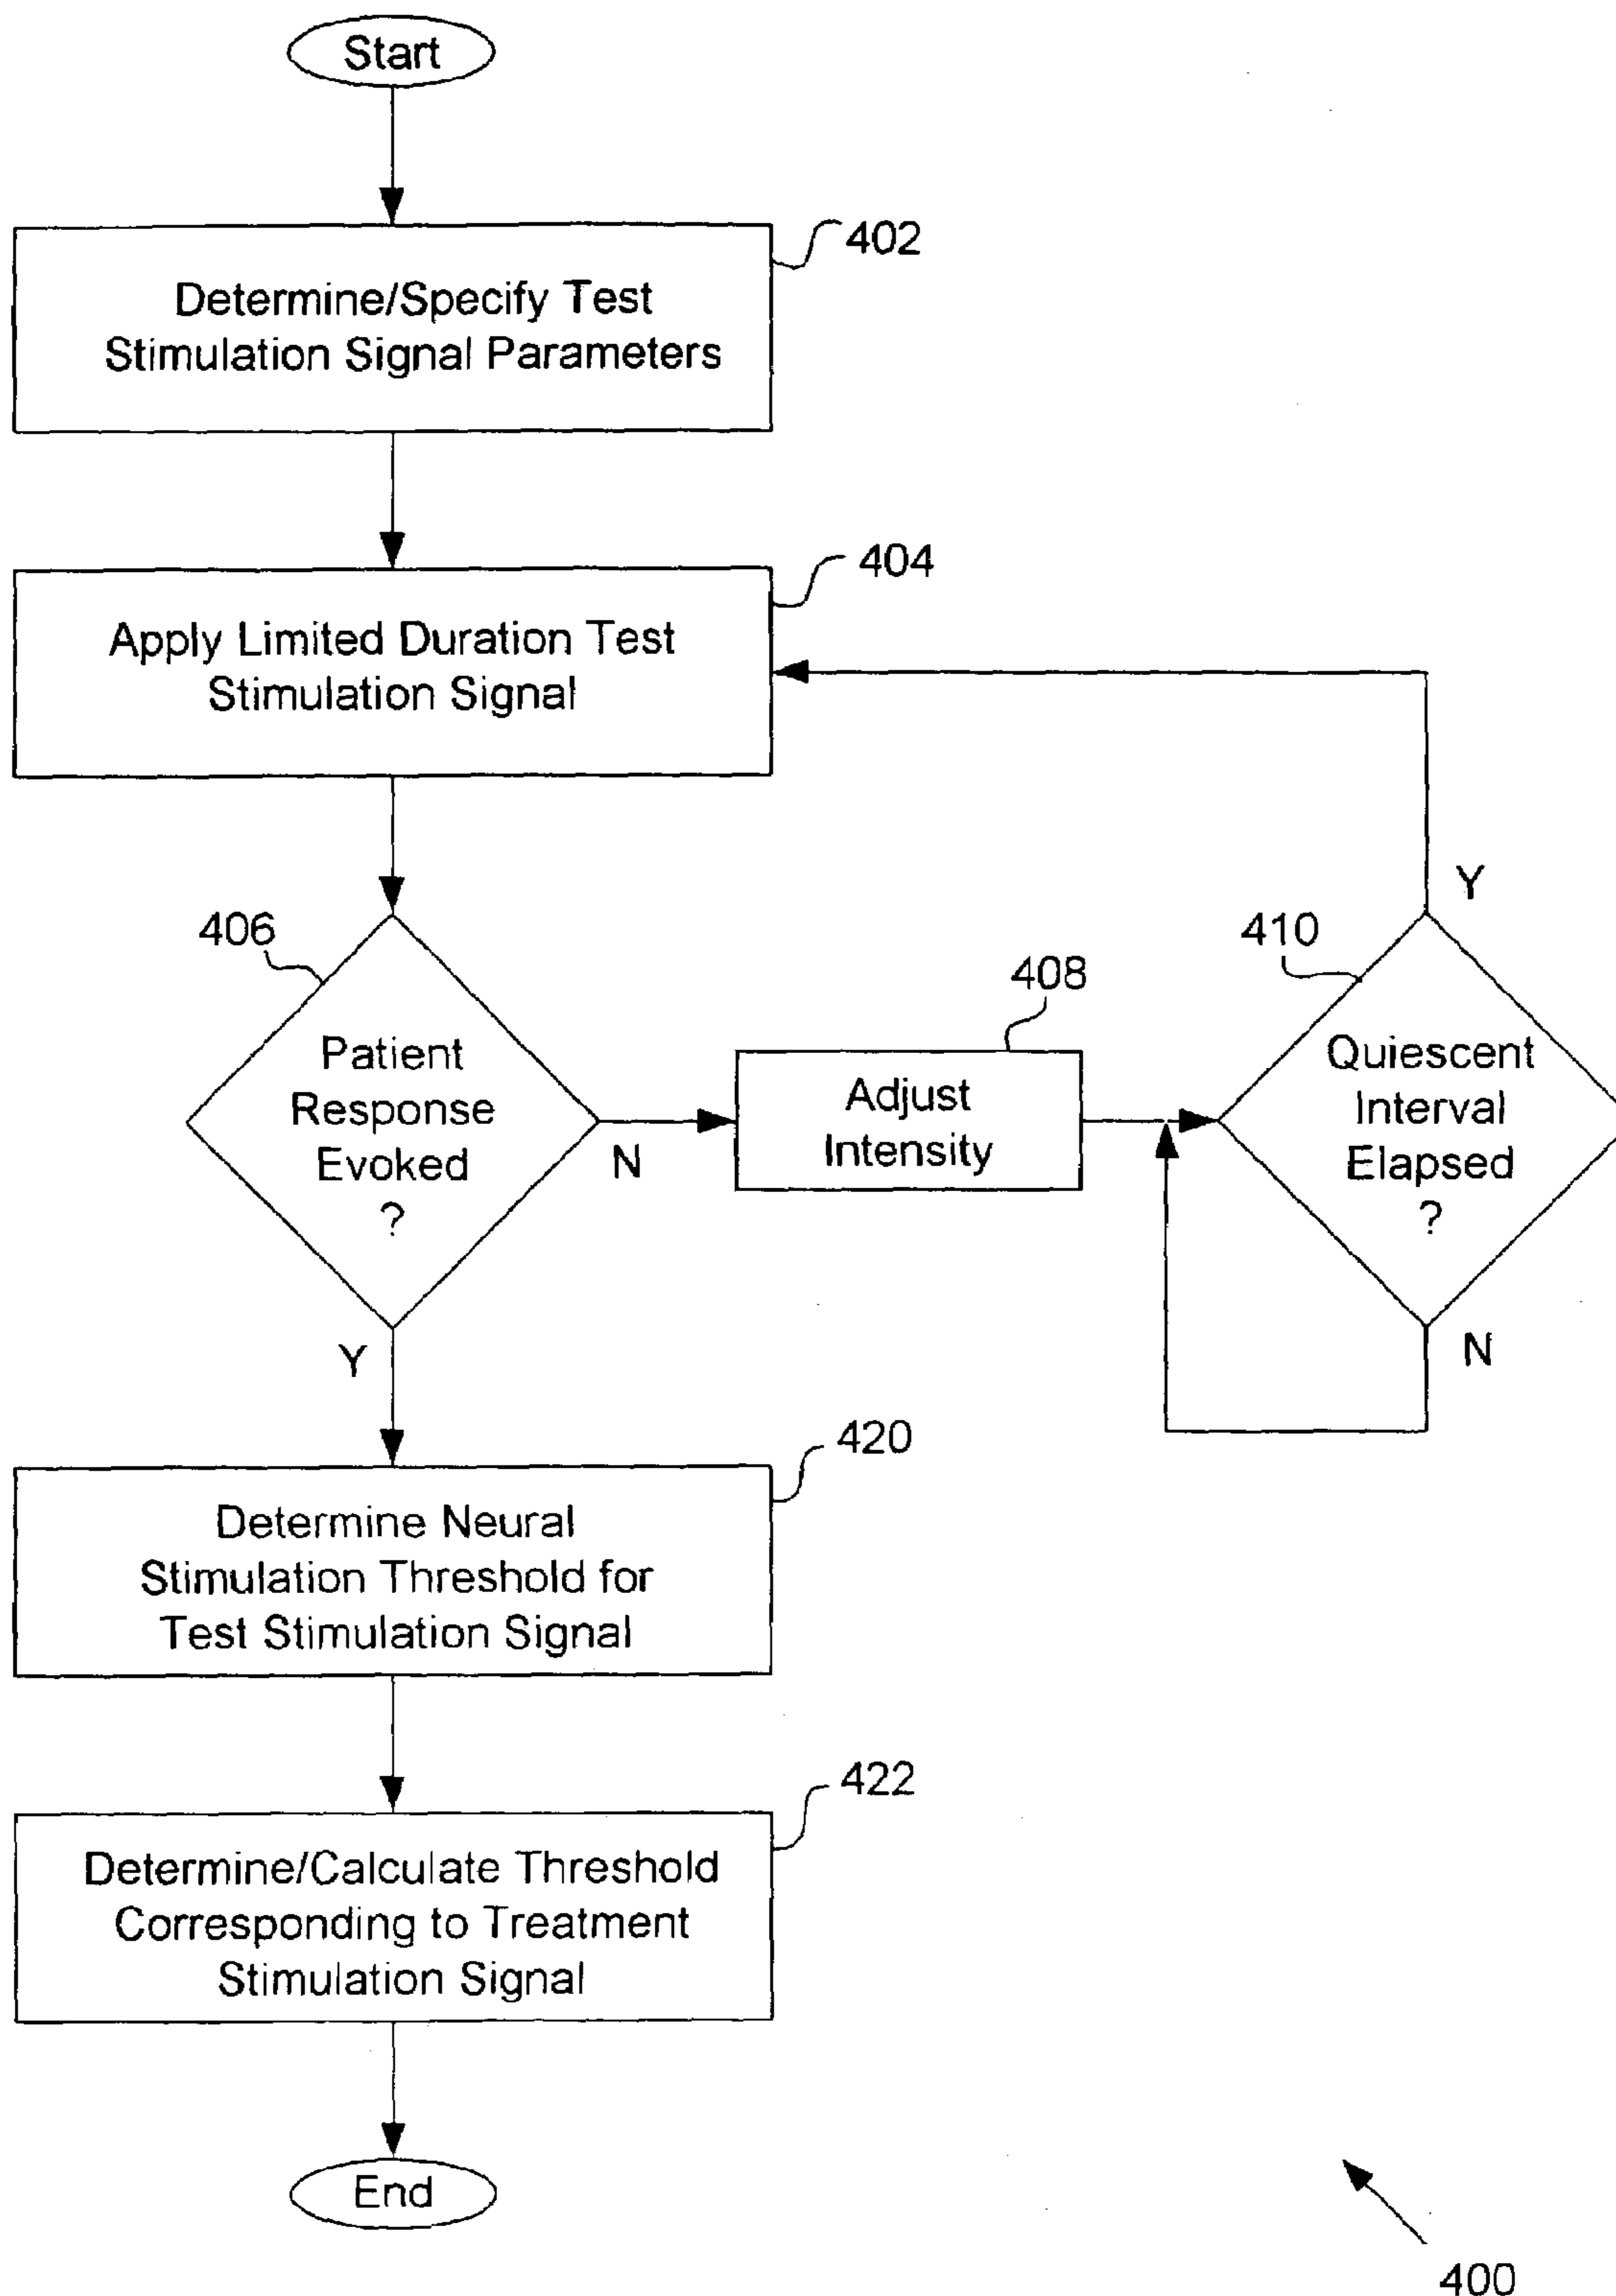 Start
402
Determine/Specify Test
Stimulation Signal Parameters
404
Apply Limited Duration Test
Stimulation Signal
406
Patient
Response
Evoked
?
N
Y
408
Adjust
Intensity
410
Quiescent
Interval
Elapsed
?
Y
N
420
Determine Neural
Stimulation Threshold for
Test Stimulation Signal
422
Determine/Calculate Threshold
Corresponding to Treatment
Stimulation Signal
End
400